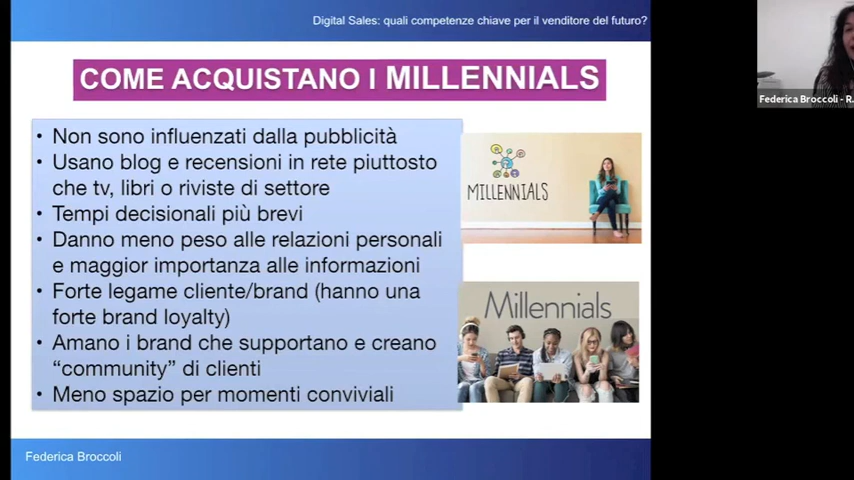 Digital Sales: quali competenze chiave per il venditore del futuro?
COME ACQUISTANO I MILLENNIALS
• Non sono influenzati dalla pubblicità
• Usano blog e recensioni in rete piuttosto
che tv, libri o riviste di settore
• Tempi decisionali più brevi
• Danno meno peso alle relazioni personali
e maggior importanza alle informazioni
• Forte legame cliente/brand (hanno una
forte brand loyalty)
• Amano i brand che supportano e creano
“community” di clienti
• Meno spazio per momenti conviviali
MILLENNIALS
Millennials
Federica Broccoli
Federica Broccoli - R.